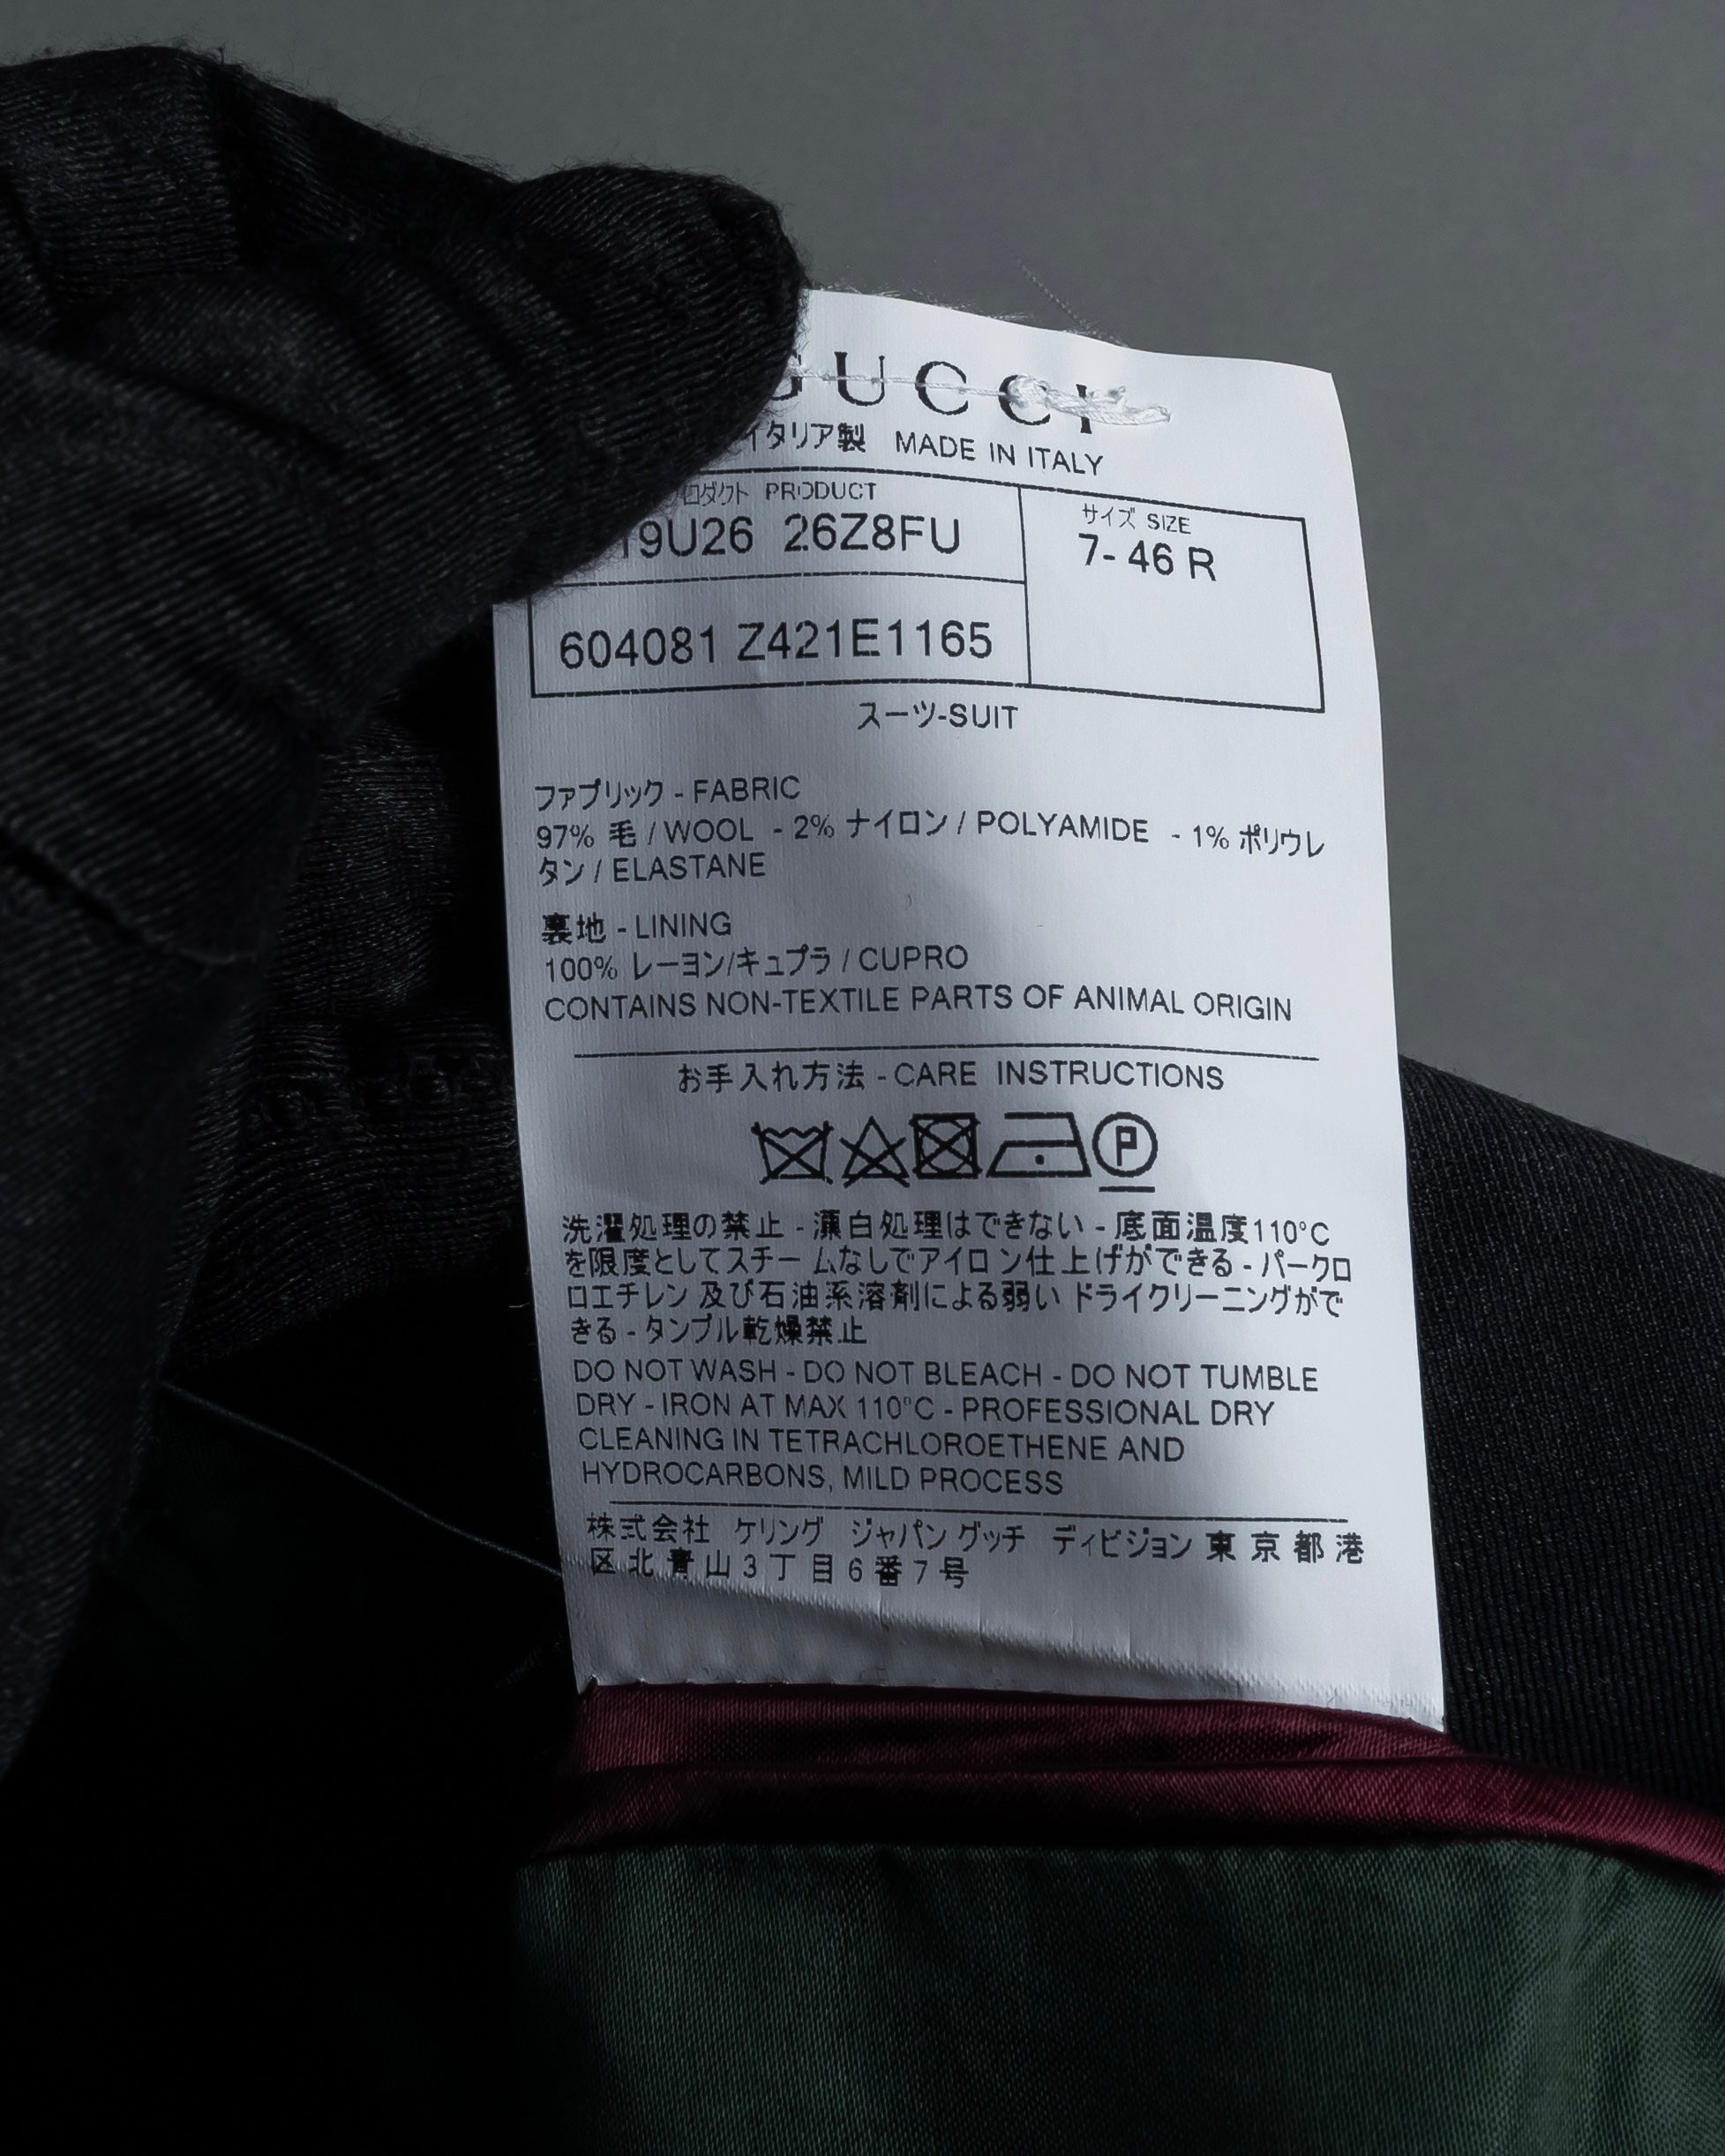 GUCCI
イタリア製 MADE IN ITALY
プロダクト PRODUCT
19U26 26Z8FU
サイズ SIZE
7- 46 R
604081 Z421E1165
スーツ-SUIT
ファブリック - FABRIC
97% 毛 / WOOL - 2% ナイロン / POLYAMIDE - 1% ポリウレ
タン / ELASTANE
裏地 - LINING
100% レーヨン/キュプラ / CUPRO
CONTAINS NON-TEXTILE PARTS OF ANIMAL ORIGIN
お手入れ方法 - CARE INSTRUCTIONS
P
洗濯処理の禁止 - 漂白処理はできない - 底面温度110°C
を限度としてスチームなしでアイロン仕上げができる - パークロ
ロエチレン 及び石油系溶剤による弱い ドライクリーニングがで
きる - タンブル乾燥禁止
DO NOT WASH - DO NOT BLEACH - DO NOT TUMBLE
DRY - IRON AT MAX 110°C - PROFESSIONAL DRY
CLEANING IN TETRACHLOROETHENE AND
HYDROCARBONS, MILD PROCESS
株式会社 ケリング ジャパン グッチ ディビジョン 東京都港
区北青山3丁目6番7号